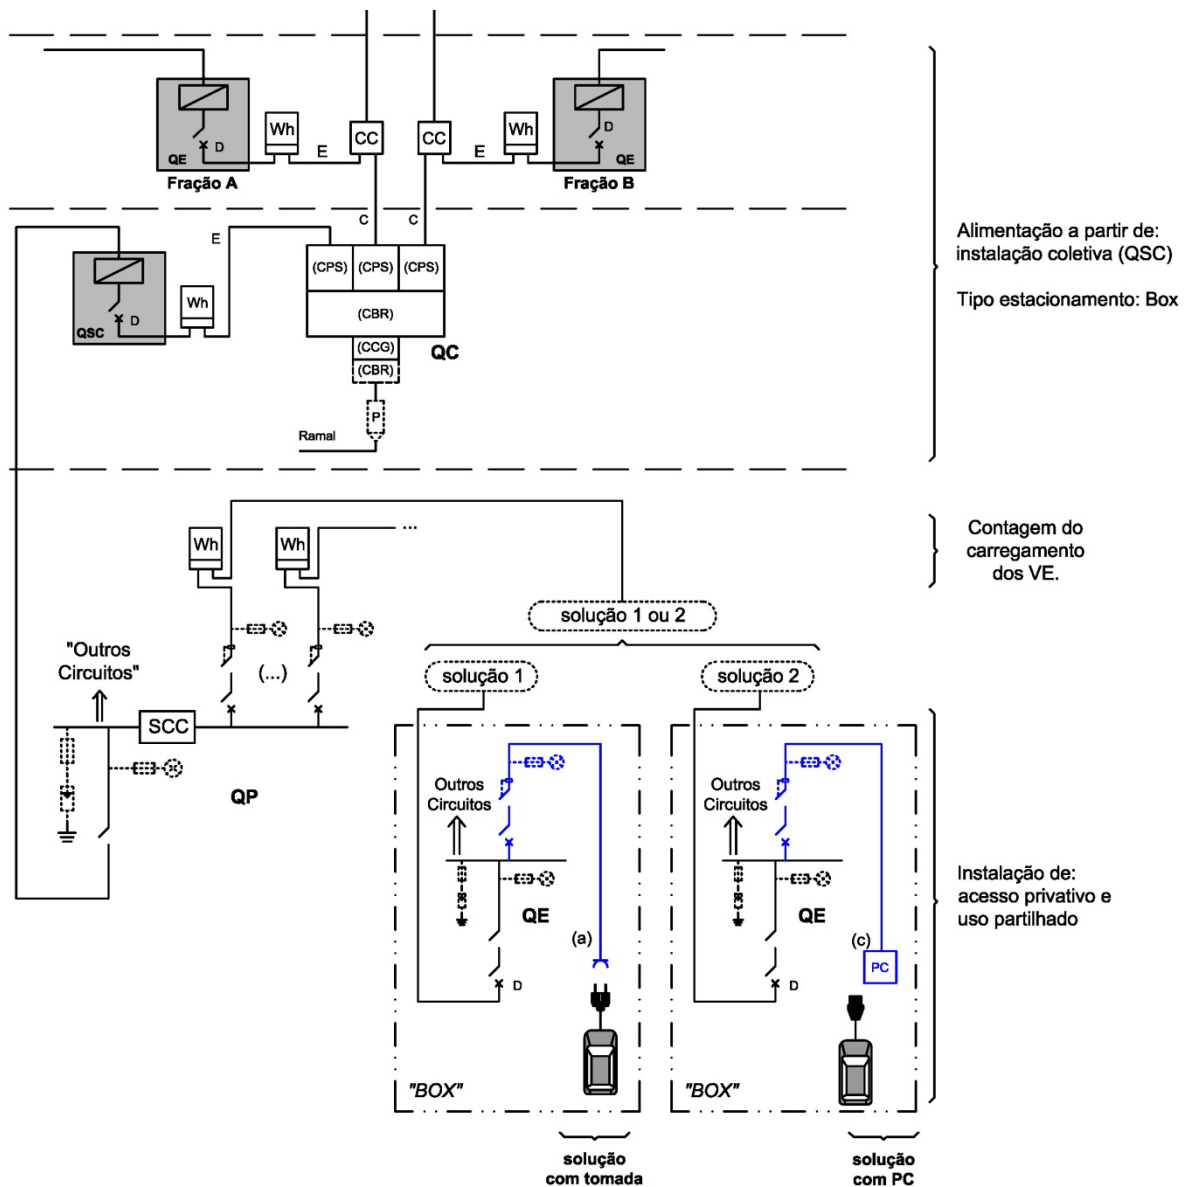 Wh
CC
CC
Wh
D
D
E
E
QE
QE
Fração A
Fração B
C
C
E
(CPS)
(CPS)
(CPS)
Wh
D
QSC
(CBR)
(CCG)
QC
(CBR)
P
Ramal
Alimentação a partir de:
instalação coletiva (QSC)
Tipo estacionamento: Box
Wh
Wh
...
Contagem do
carregamento
dos VE.
solução 1 ou 2
"Outros
Circuitos"
(...)
solução 1
solução 2
SCC
QP
Outros
Circuitos
QE
(a)
D
"BOX"
Outros
Circuitos
QE
(c)
PC
D
"BOX"
Instalação de:
acesso privativo e
uso partilhado
solução
com tomada
solução
com PC